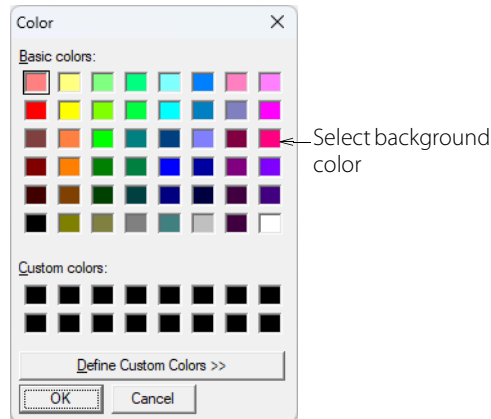 Color
Basic colors:
Select background
color
Custom colors:
Define Custom Colors >>
OK
Cancel